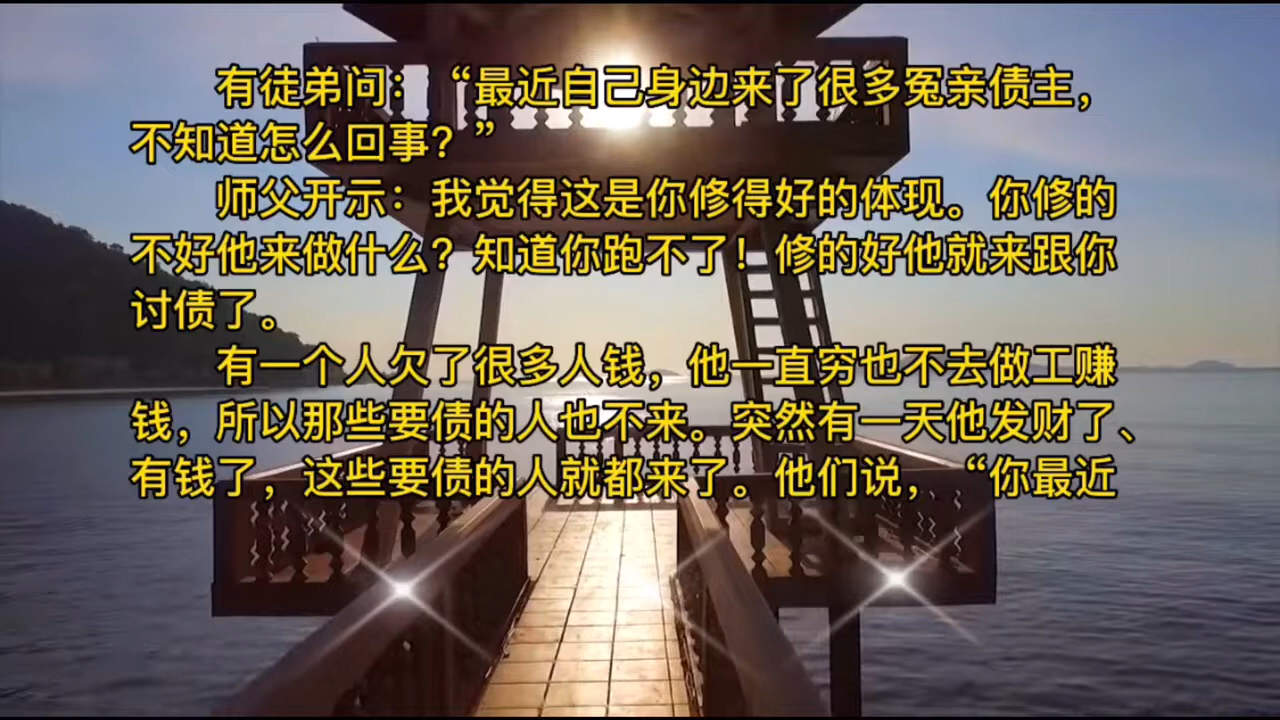 有徒弟问：“最近自己身边来了很多冤亲债主，
不知道怎么回事？”
师父开示：我觉得这是你修得好的体现。你修的
不好他来做什么？知道你跑不了！修的好他就来跟你
讨债了。
有一个人欠了很多人钱，他一直穷也不去做工赚
钱，所以那些要债的人也不来。突然有一天他发财了、
有钱了，这些要债的人就都来了。他们说，“你最近